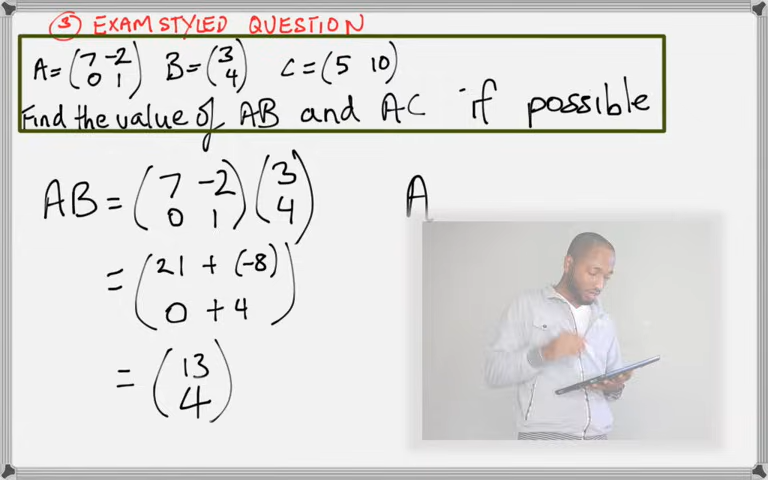 ③ EXAM STYLED QUESTION
A = (7 -2 0 1) B = (3 4) C = (5 10)
Find the value of AB and AC if possible
AB = (7 -2 0 1) (3 4) A
= (21 + (-8) 0 + 4)
= (13 4)